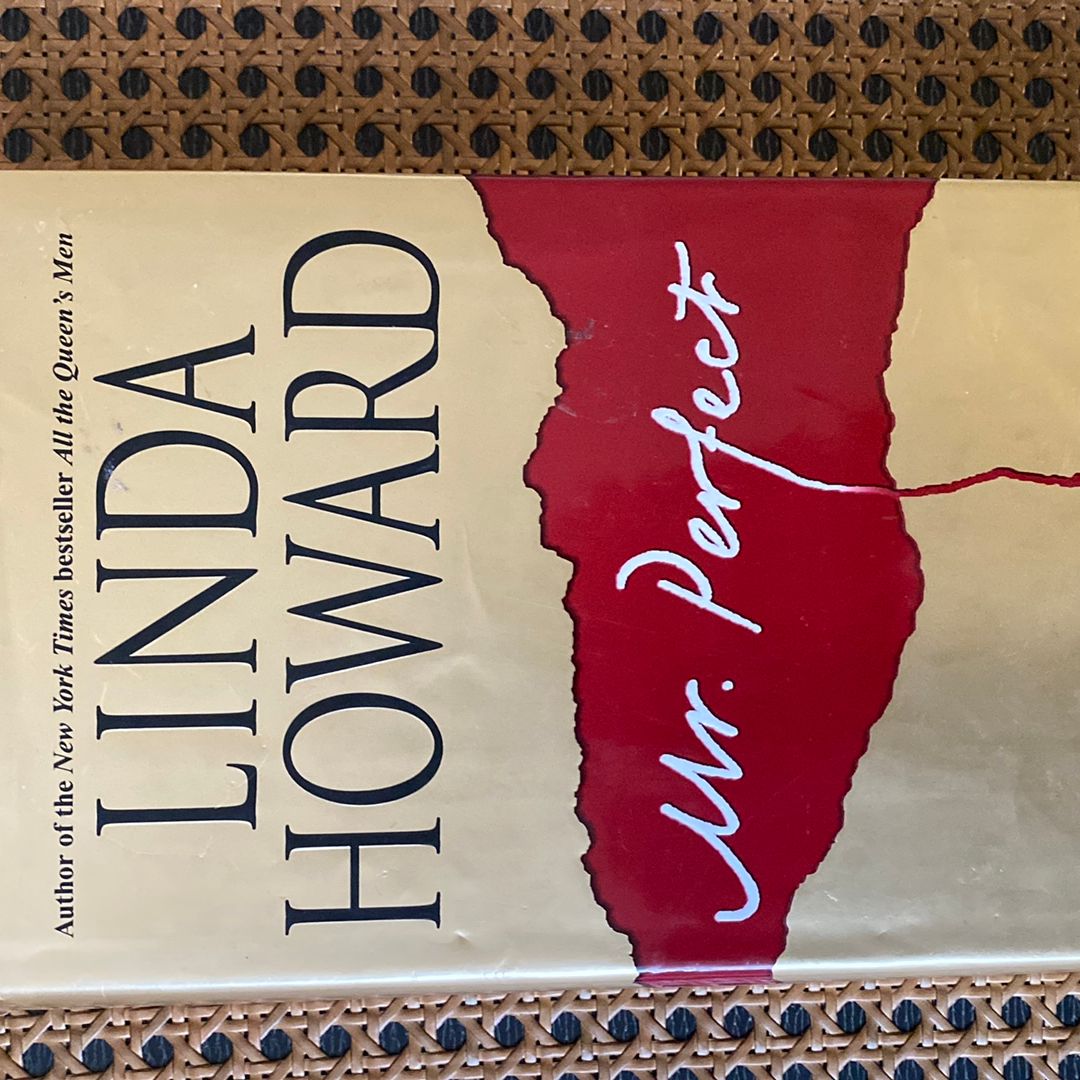 Author of the New York Times bestseller All the Queen's Men
LINDA
HOWARD
Mr. Perfect